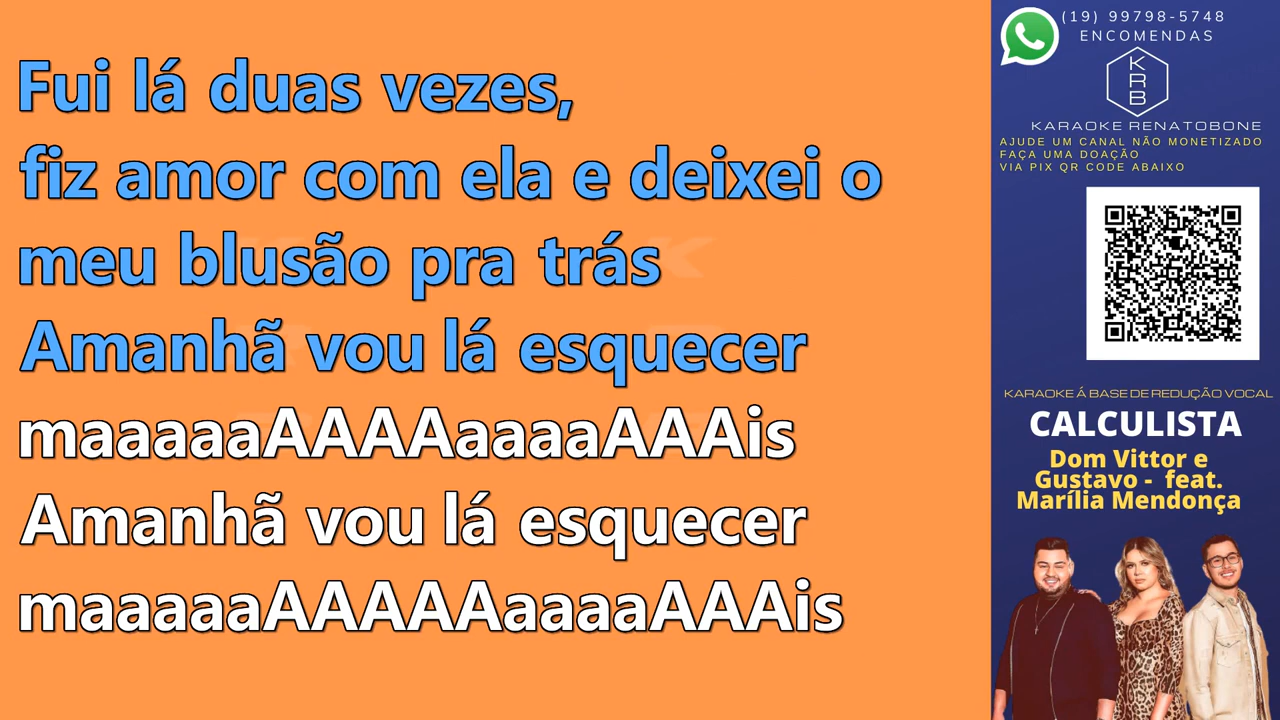 Fui lá duas vezes,
fiz amor com ela e deixei o
meu blusão pra trás
Amanhã vou lá esquecer
maaaaaAAAAaaaaAAAis
Amanhã vou lá esquecer
maaaaaAAAAAaaaaAAAis
(19) 99798-5748
ENCOMENDAS
K
R
B
KARAOKE RENATOBONE
AJUDE UM CANAL NÃO MONETIZADO
FAÇA UMA DOAÇÃO
VIA PIX QR CODE ABAIXO
KARAOKE Á BASE DE REDUÇÃO VOCAL
CALCULISTA
Dom Vittor e
Gustavo - feat.
Marília Mendonça